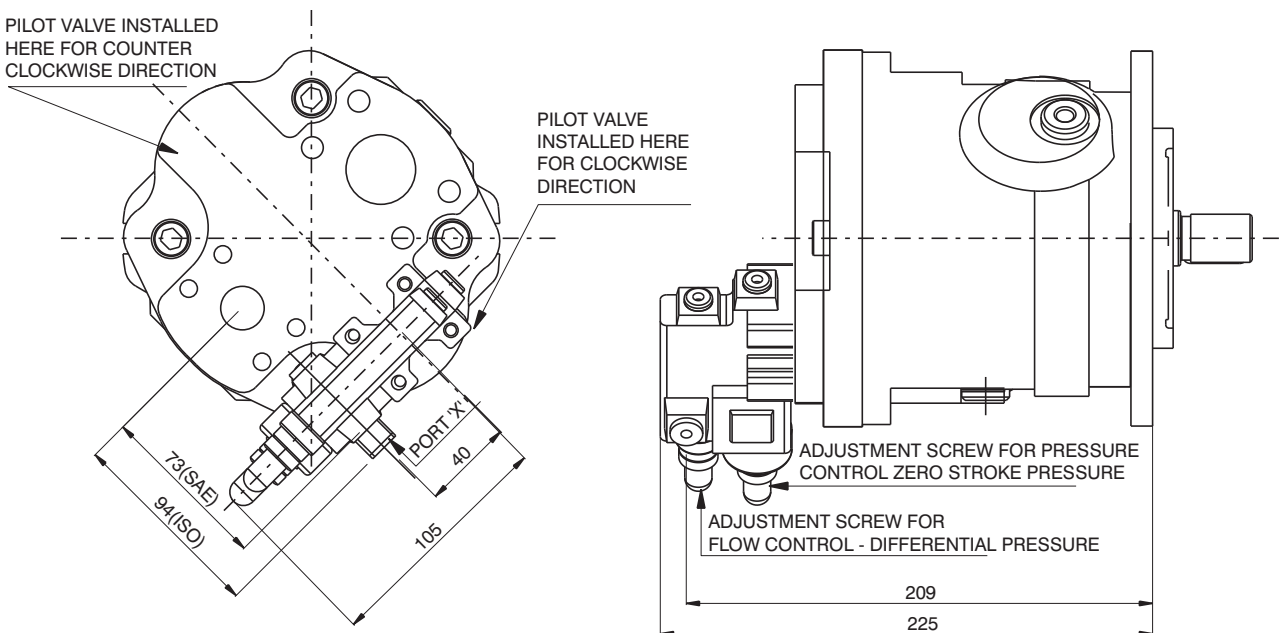 PILOT VALVE INSTALLED
HERE FOR COUNTER
CLOCKWISE DIRECTION
PILOT VALVE
INSTALLED HERE
FOR CLOCKWISE
DIRECTION
PORT 'X'
73(SAE)
94(ISO)
40
105
ADJUSTMENT SCREW FOR PRESSURE
CONTROL ZERO STROKE PRESSURE
ADJUSTMENT SCREW FOR
FLOW CONTROL - DIFFERENTIAL PRESSURE
209
225